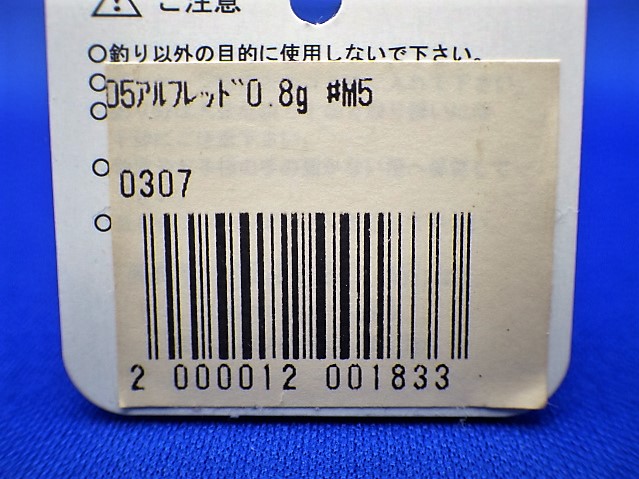 ご注意
○釣り以外の目的に使用しないで下さい。
05ｱﾙﾌﾚｯﾄﾞ0.8g #M5
0307
2 000012 001833